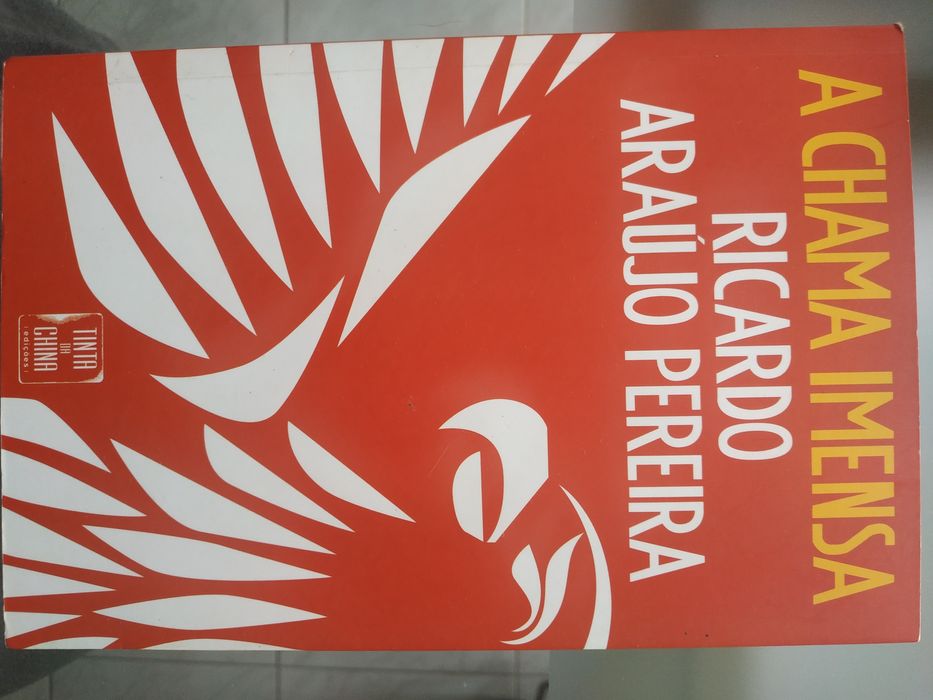 A CHAMA IMENSA
RICARDO
ARAÚJO PEREIRA
TINTA
DA
CHINA
: edições :